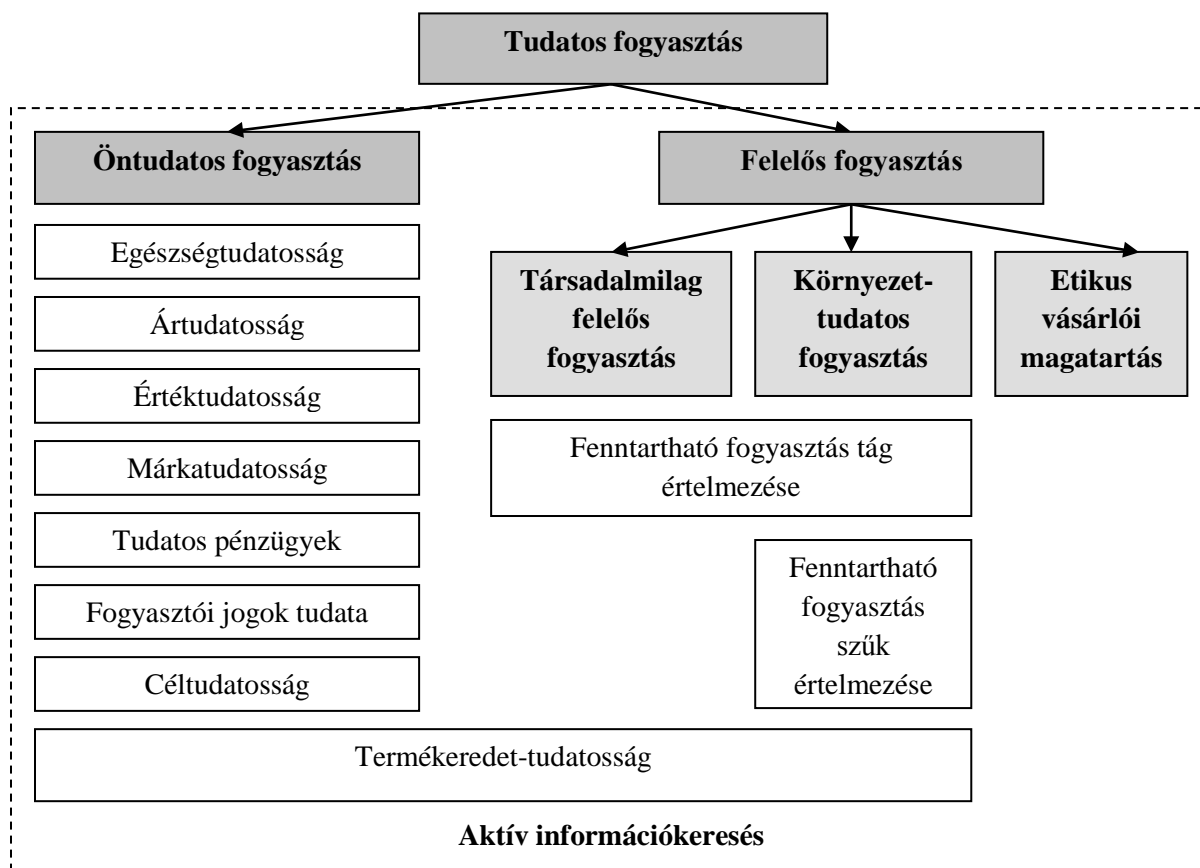 Tudatos fogyasztás
Öntudatos fogyasztás
Egészségtudatosság
Ártudatosság
Értéktudatosság
Márkatudatosság
Tudatos pénzügyek
Fogyasztói jogok tudata
Céltudatosság
Felelős fogyasztás
Társadalmilag
felelős
fogyasztás
Környezet-
tudatos
fogyasztás
Etikus
vásárlói
magatartás
Fenntartható fogyasztás tág
értelmezése
Fenntartható
fogyasztás
szűk
értelmezése
Termékeredet-tudatosság
Aktív információkeresés